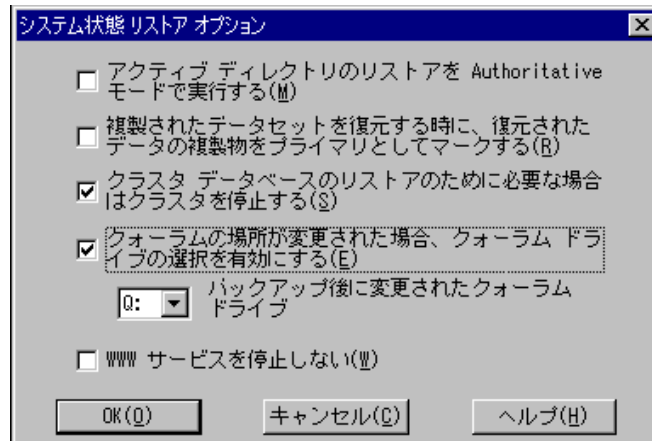 システム状態 リストア オプション
アクティブ ディレクトリのリストアを Authoritative
モードで実行する(M)
複製されたデータセットを復元する時に、復元された
データの複製物をプライマリとしてマークする(R)
クラスタ データベースのリストアのために必要な場合
はクラスタを停止する(S)
クォーラムの場所が変更された場合、クォーラム ドラ
イブの選択を有効にする(E)
Q:
バックアップ後に変更されたクォーラム
ドライブ
WWW サービスを停止しない(W)
OK(O)
キャンセル(C)
ヘルプ(H)